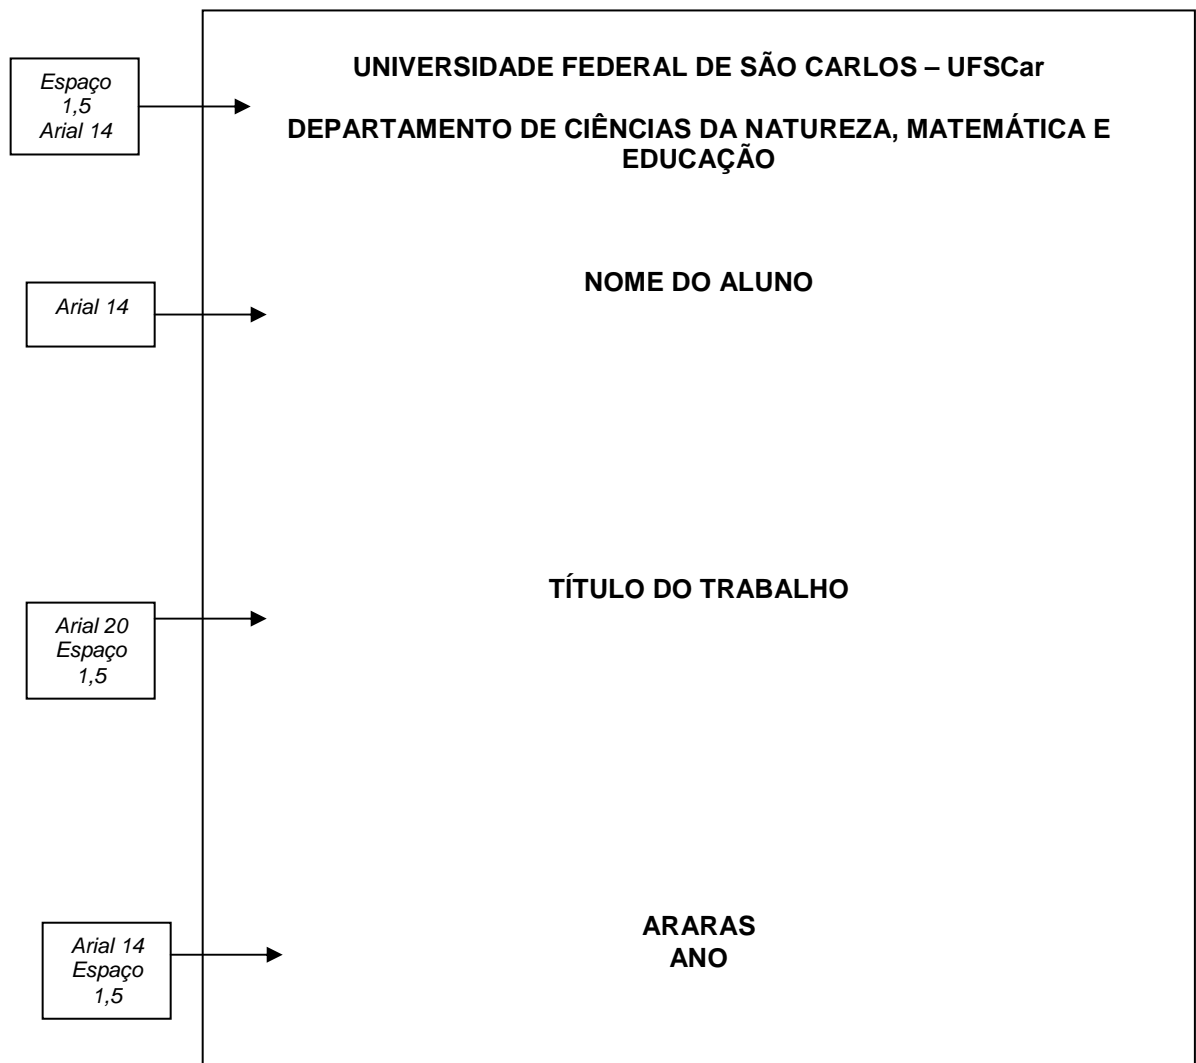 UNIVERSIDADE FEDERAL DE SÃO CARLOS – UFSCar
Espaço
1,5
Arial 14
DEPARTAMENTO DE CIÊNCIAS DA NATUREZA, MATEMÁTICA E
EDUCAÇÃO
NOME DO ALUNO
Arial 14
TÍTULO DO TRABALHO
Arial 20
Espaço
1,5
ARARAS
ANO
Arial 14
Espaço
1,5